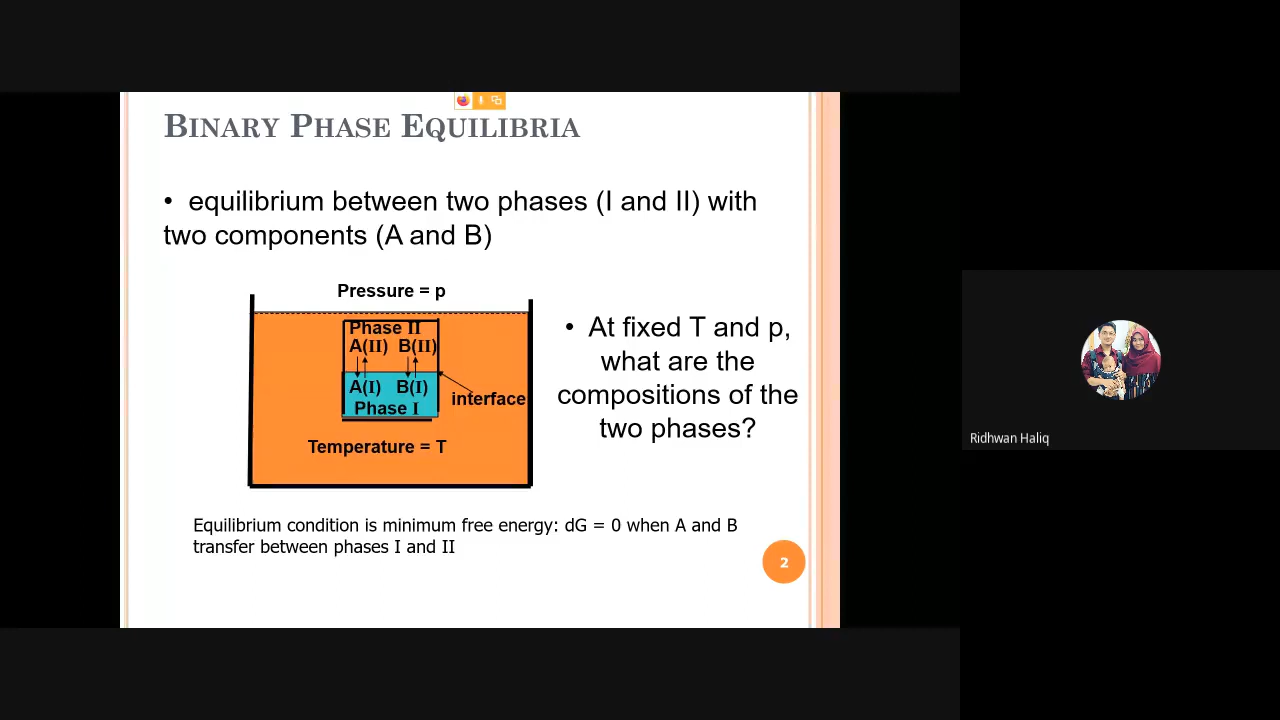 BINARY PHASE EQUILIBRIA
• equilibrium between two phases (I and II) with
two components (A and B)
Pressure = p
Phase II
A(II) B(II)
A(I) B(I)
Phase I
interface
Temperature = T
• At fixed T and p,
what are the
compositions of the
two phases?
Equilibrium condition is minimum free energy: dG = 0 when A and B
transfer between phases I and II
2
Ridhwan Haliq